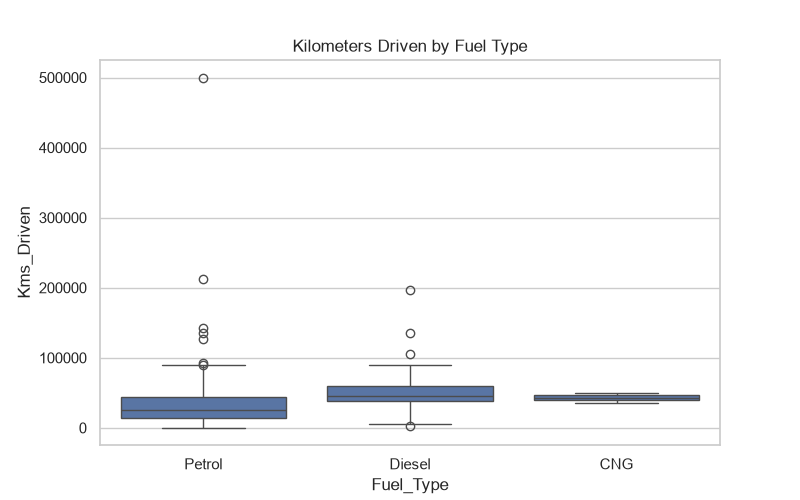 Kilometers Driven by Fuel Type
500000
400000
300000
200000
100000
0
Kms_Driven
Petrol
Diesel
CNG
Fuel_Type